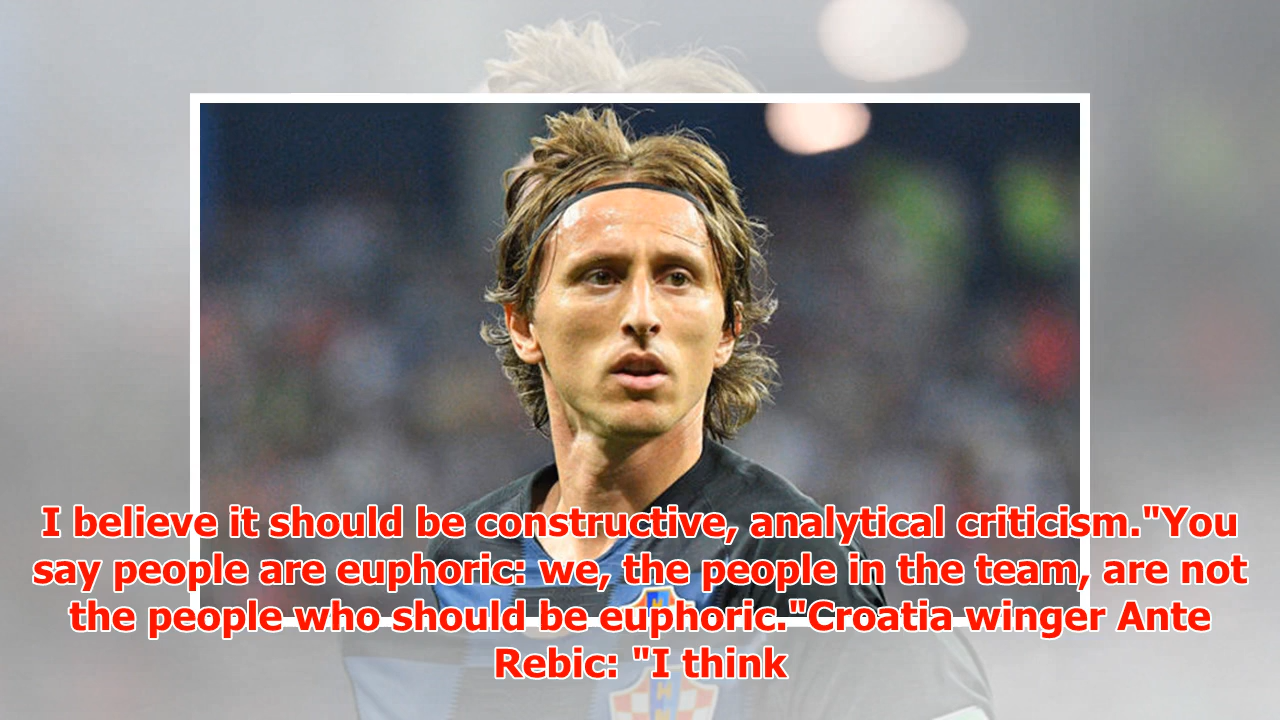 I believe it should be constructive, analytical criticism."You
say people are euphoric: we, the people in the team, are not
the people who should be euphoric."Croatia winger Ante
Rebic: "I think